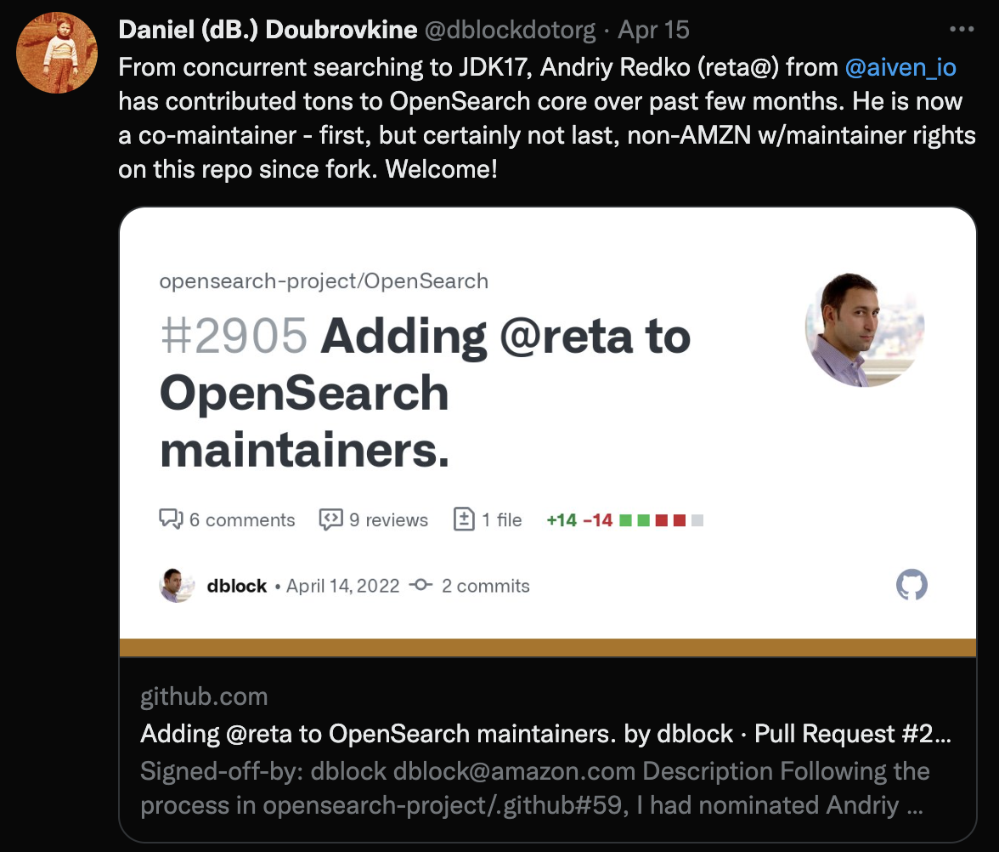 Daniel (dB.) Doubrovkine @dblockdotorg · Apr 15
From concurrent searching to JDK17, Andriy Redko (reta@) from @aiven_io
has contributed tons to OpenSearch core over past few months. He is now
a co-maintainer - first, but certainly not last, non-AMZN w/maintainer rights
on this repo since fork. Welcome!
opensearch-project/OpenSearch
#2905 Adding @reta to
OpenSearch
maintainers.
6 comments 9 reviews 1 file +14 −14
dblock • April 14, 2022 2 commits
github.com
Adding @reta to OpenSearch maintainers. by dblock · Pull Request #2...
Signed-off-by: dblock dblock@amazon.com Description Following the
process in opensearch-project/.github#59, I had nominated Andriy ...